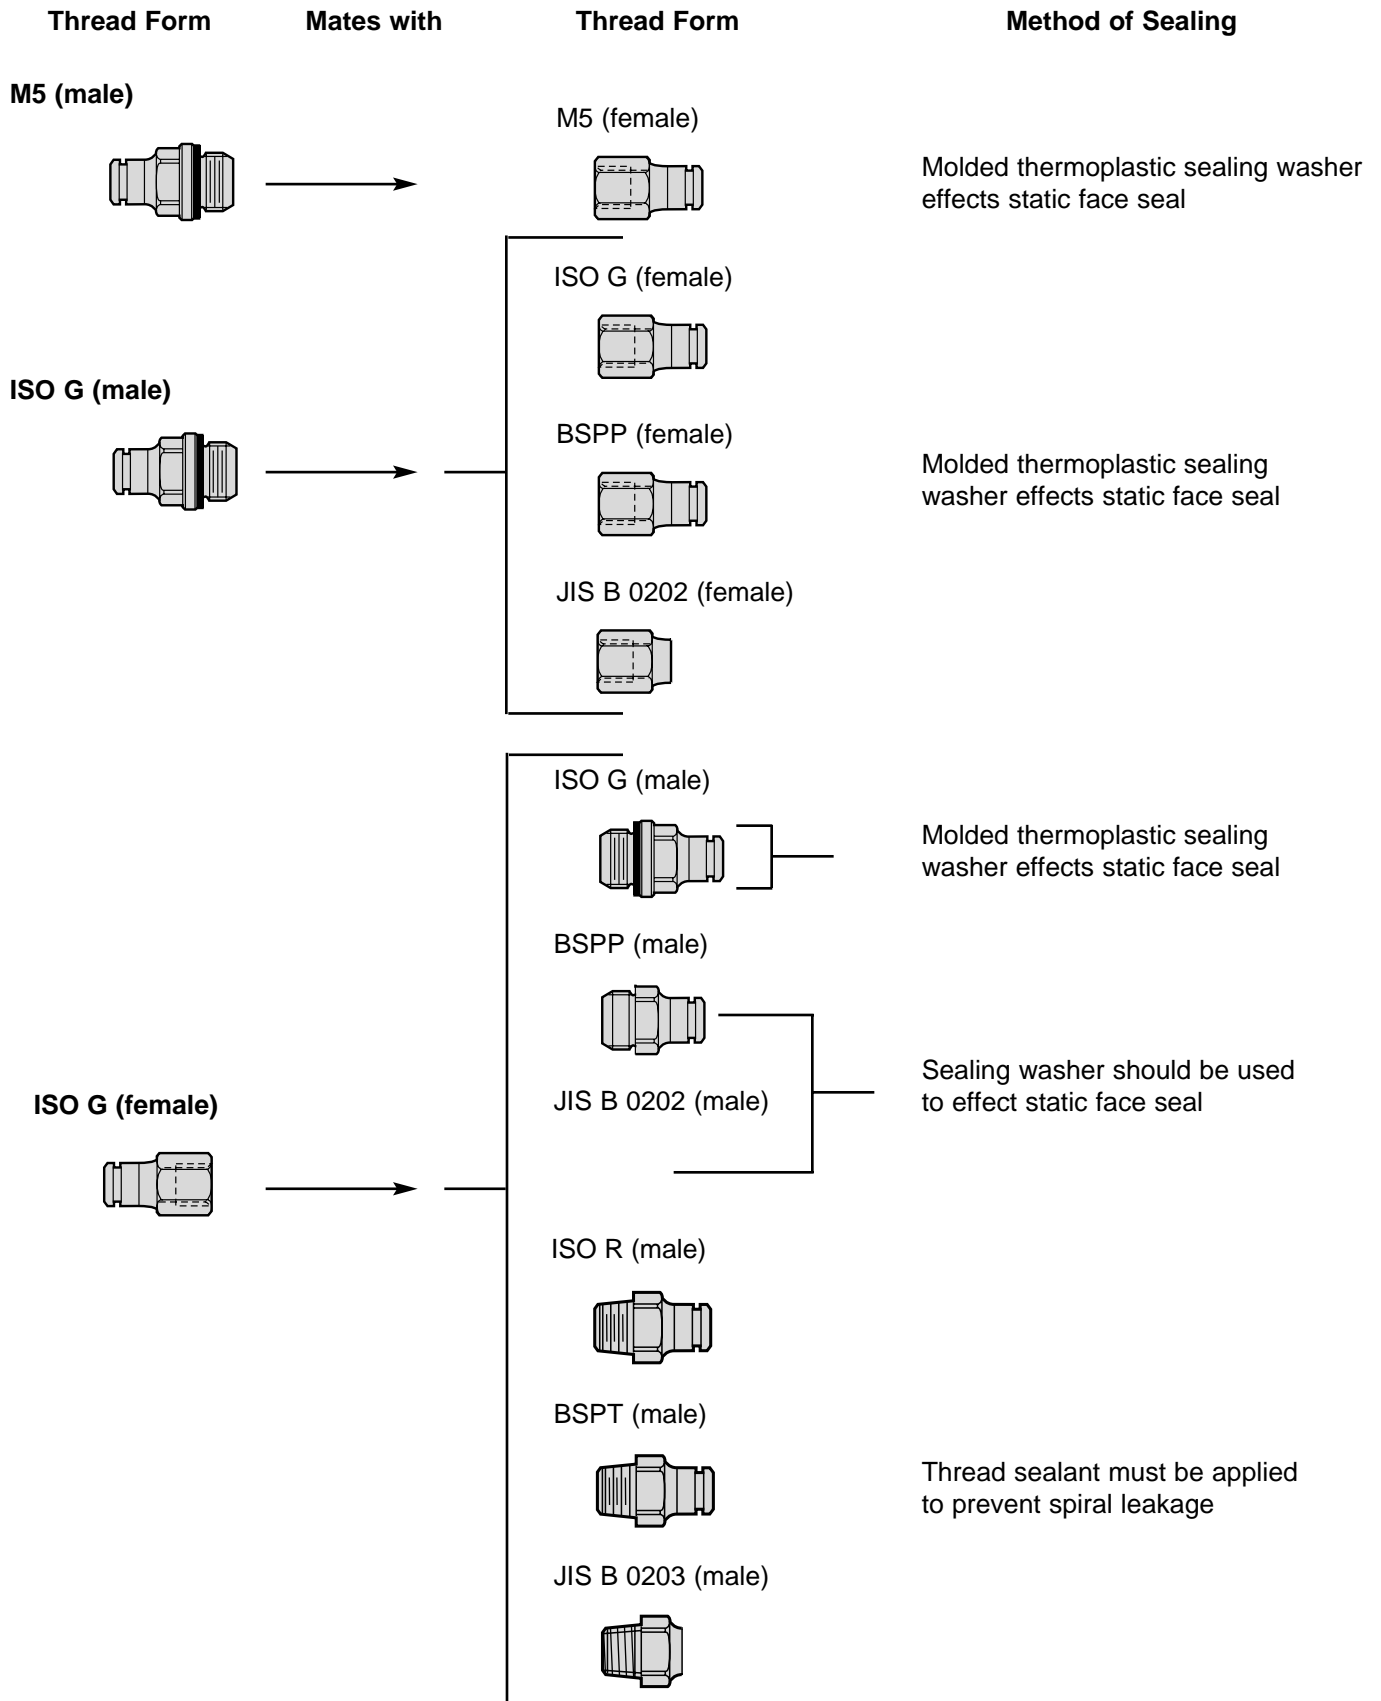 Thread Form Mates with Thread Form Method of Sealing
M5 (male)
M5 (female)
Molded thermoplastic sealing washer
effects static face seal
ISO G (female)
ISO G (male)
BSPP (female)
Molded thermoplastic sealing
washer effects static face seal
JIS B 0202 (female)
ISO G (male)
Molded thermoplastic sealing
washer effects static face seal
BSPP (male)
Sealing washer should be used
to effect static face seal
ISO G (female)
JIS B 0202 (male)
ISO R (male)
BSPT (male)
Thread sealant must be applied
to prevent spiral leakage
JIS B 0203 (male)